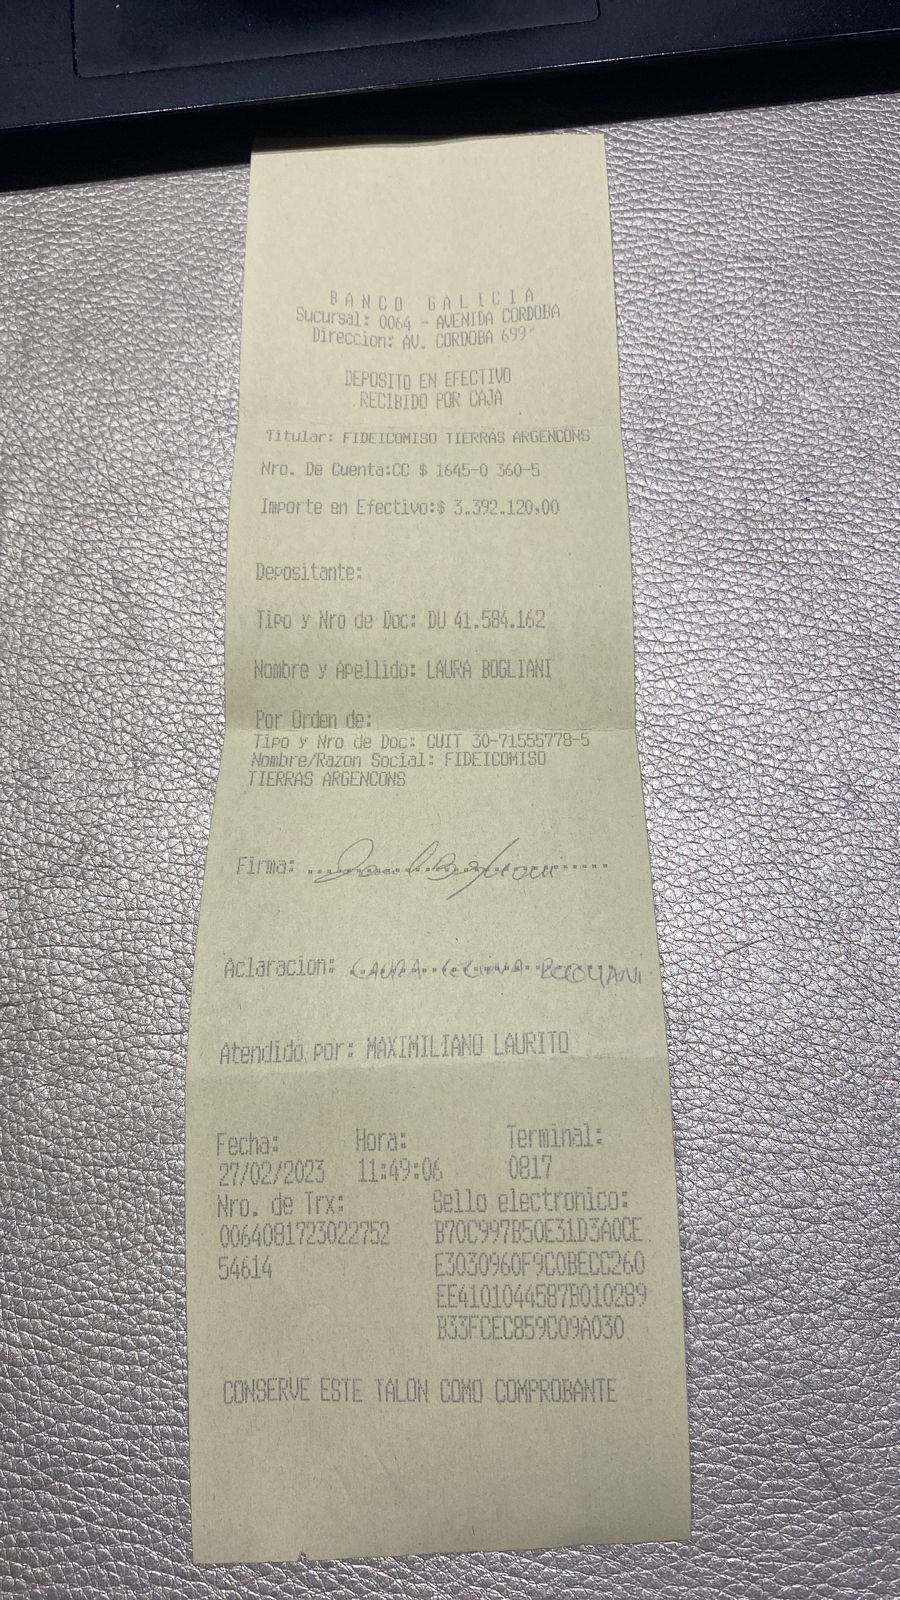 BANCO GALICIA
Sucursal: 0064 - AVENIDA CORDOBA
Direccion: AV. CORDOBA 699
DEPOSITO EN EFECTIVO
RECIBIDO POR CAJA
Titular: FIDEICOMISO TIERRAS ARGENCONS
Nro. De Cuenta:CC $ 1645-0 360-5
Importe en Efectivo:$ 3.392.120,00
Depositante:
Tipo y Nro de Doc: DU 41.584.162
Nombre y Apellido: LAURA BOGLIANI
Por Orden de:
Tipo y Nro de Doc: CUIT 30-71555778-5
Nombre/Razon Social: FIDEICOMISO
TIERRAS ARGENCONS
Firma:
Aclaracion: LAURA BOGLIANI
Atendido por: MAXIMILIANO LAURITO
Fecha: Hora: Terminal:
27/02/2023 11:49:06 0817
Nro. de Trx: Sello electronico:
0064081723022752 B70C997B50E31D3A0CE
54614 E3030960F9C0BECC260
EE4101044587B010289
B33FCEC859C09A030
CONSERVE ESTE TALON COMO COMPROBANTE